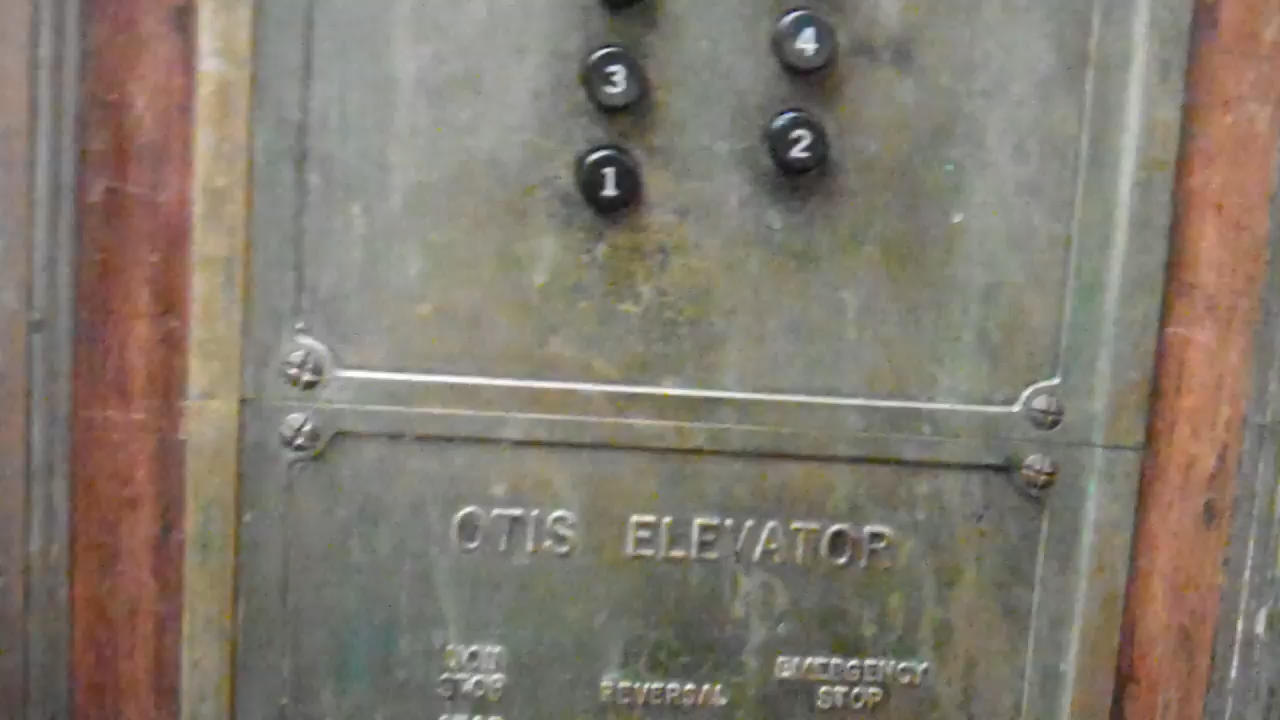 4
3
2
1
OTIS ELEVATOR
NON
STOP
REVERSAL
EMERGENCY
STOP